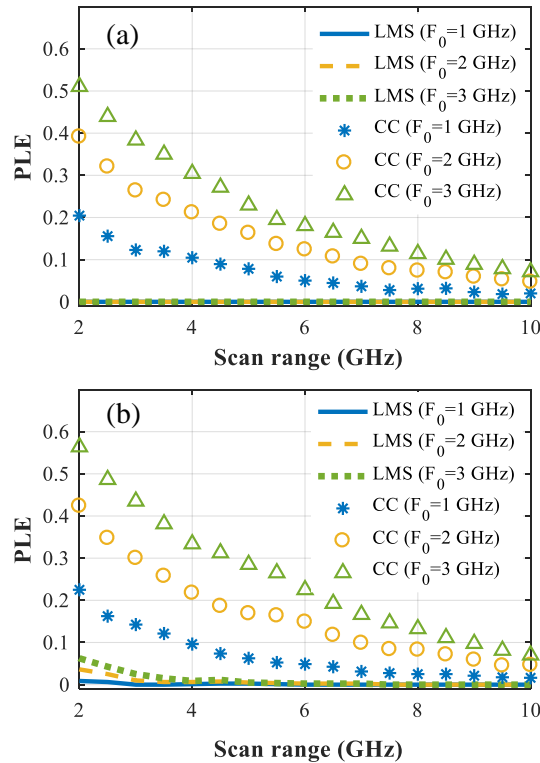 (a)
LMS (F0=1 GHz)
LMS (F0=2 GHz)
LMS (F0=3 GHz)
CC (F0=1 GHz)
CC (F0=2 GHz)
CC (F0=3 GHz)
0.6
0.5
0.4
0.3
0.2
0.1
0
PLE
2 4 6 8 10
Scan range (GHz)
(b)
LMS (F0=1 GHz)
LMS (F0=2 GHz)
LMS (F0=3 GHz)
CC (F0=1 GHz)
CC (F0=2 GHz)
CC (F0=3 GHz)
0.6
0.5
0.4
0.3
0.2
0.1
0
PLE
2 4 6 8 10
Scan range (GHz)